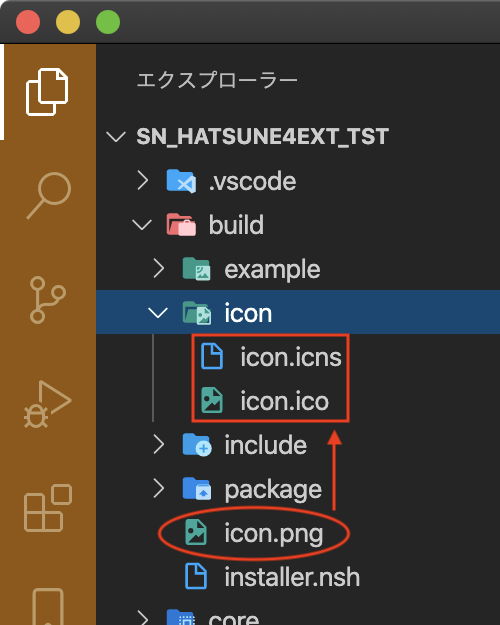 エクスプローラー
SN_HATSUNE4EXT_TST
.vscode
build
example
icon
icon.icns
icon.ico
include
package
icon.png
installer.nsh
core